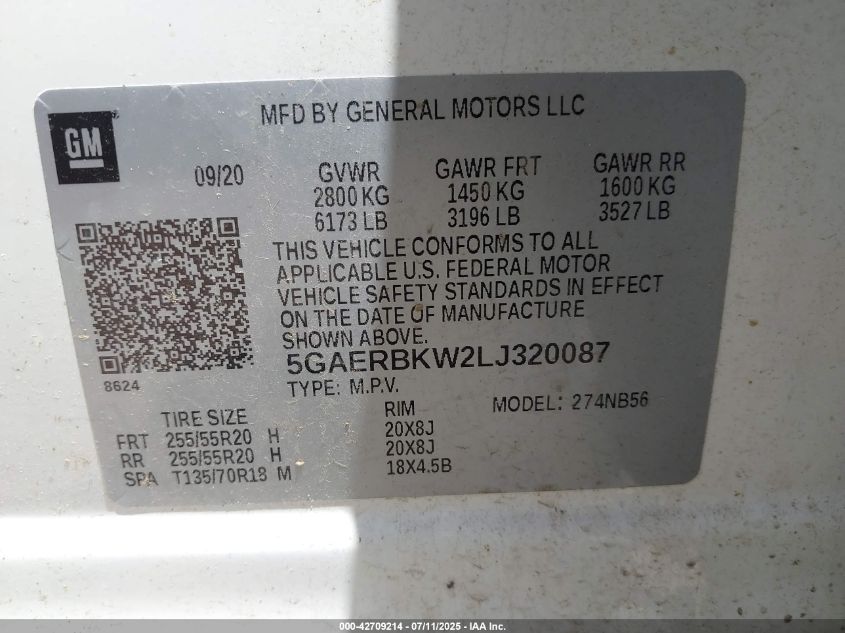 MFD BY GENERAL MOTORS LLC
GM
09/20
GVWR GAWR FRT GAWR RR
2800 KG 1450 KG 1600 KG
6173 LB 3196 LB 3527 LB
THIS VEHICLE CONFORMS TO ALL
APPLICABLE U.S. FEDERAL MOTOR
VEHICLE SAFETY STANDARDS IN EFFECT
ON THE DATE OF MANUFACTURE
SHOWN ABOVE.
5GAERBKW2LJ320087
8624
TYPE: M.P.V.
MODEL: 274NB56
TIRE SIZE RIM
FRT 255/55R20 H 20X8J
RR 255/55R20 H 20X8J
SPA T135/70R18 M 18X4.5B
000-42709214 - 07/11/2025 - IAA Inc.